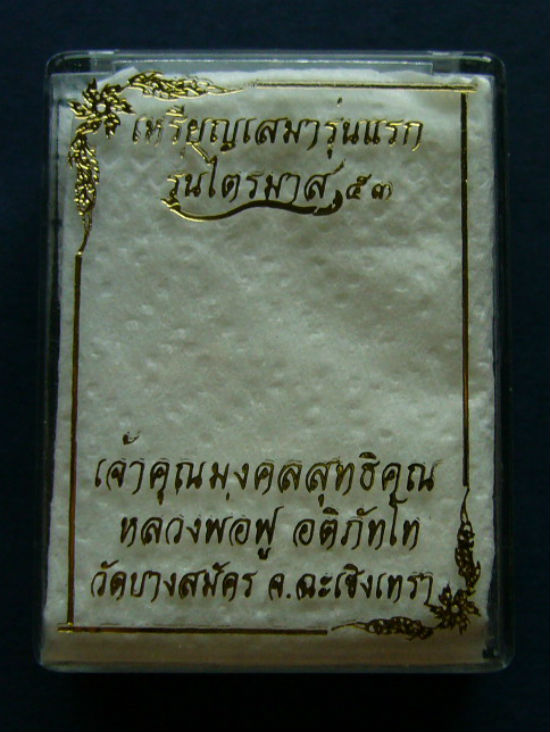 เหรียญเสมารุ่นแรก
รุ่นไตรมาส ๕๓
เจ้าคุณมงคลสุทธิคุณ
หลวงพ่อฟู อติภัทโท
วัดบางสมัคร จ.ฉะเชิงเทรา